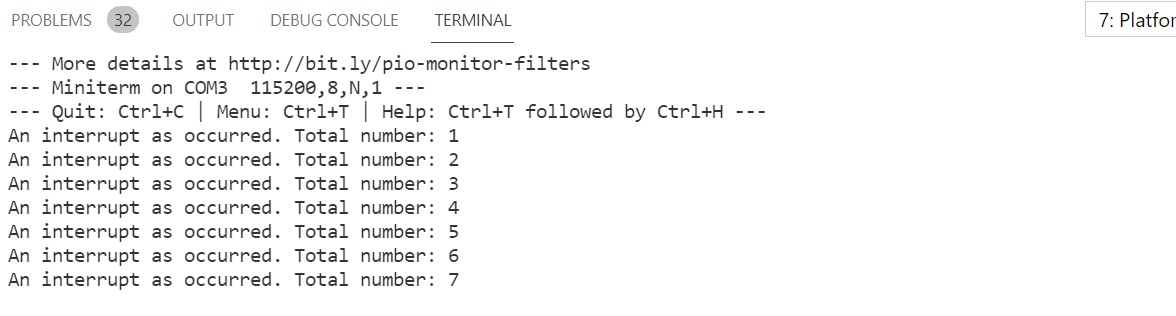 PROBLEMS 32 OUTPUT DEBUG CONSOLE TERMINAL 7: Platfor
--- More details at http://bit.ly/pio-monitor-filters
--- Miniterm on COM3  115200,8,N,1 ---
--- Quit: Ctrl+C | Menu: Ctrl+T | Help: Ctrl+T followed by Ctrl+H ---
An interrupt as occurred. Total number: 1
An interrupt as occurred. Total number: 2
An interrupt as occurred. Total number: 3
An interrupt as occurred. Total number: 4
An interrupt as occurred. Total number: 5
An interrupt as occurred. Total number: 6
An interrupt as occurred. Total number: 7